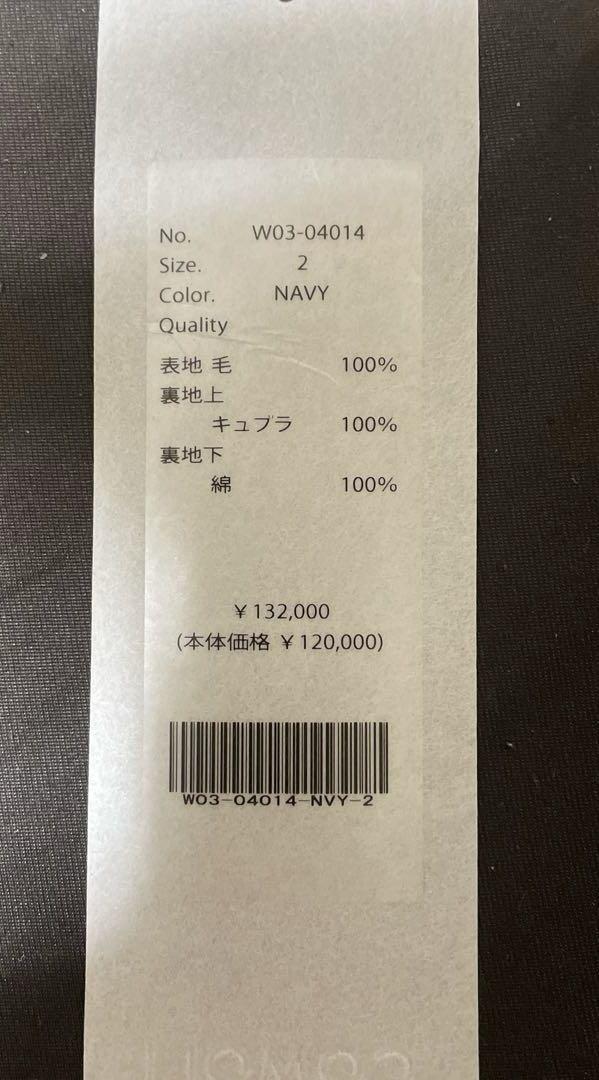 No. W03-04014
Size. 2
Color. NAVY
Quality
表地 毛 100%
裏地上
キュプラ 100%
裏地下
綿 100%
¥132,000
(本体価格 ¥120,000)
W03-04014-NVY-2